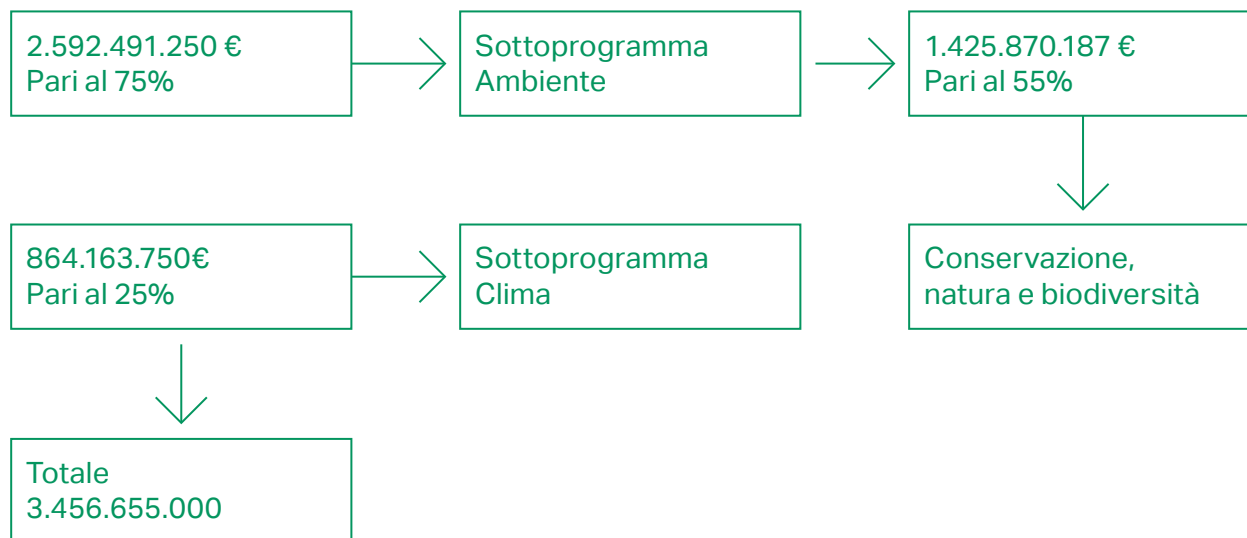 2.592.491.250 €
Pari al 75%
Sottoprogramma
Ambiente
1.425.870.187 €
Pari al 55%
864.163.750€
Pari al 25%
Sottoprogramma
Clima
Conservazione,
natura e biodiversità
Totale
3.456.655.000